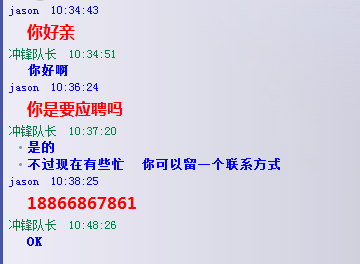 jason 10:34:43
你好亲
冲锋队长 10:34:51
你好啊
jason 10:36:24
你是要应聘吗
冲锋队长 10:37:20
是的
不过现在有些忙 你可以留一个联系方式
jason 10:38:25
18866867861
冲锋队长 10:48:26
OK